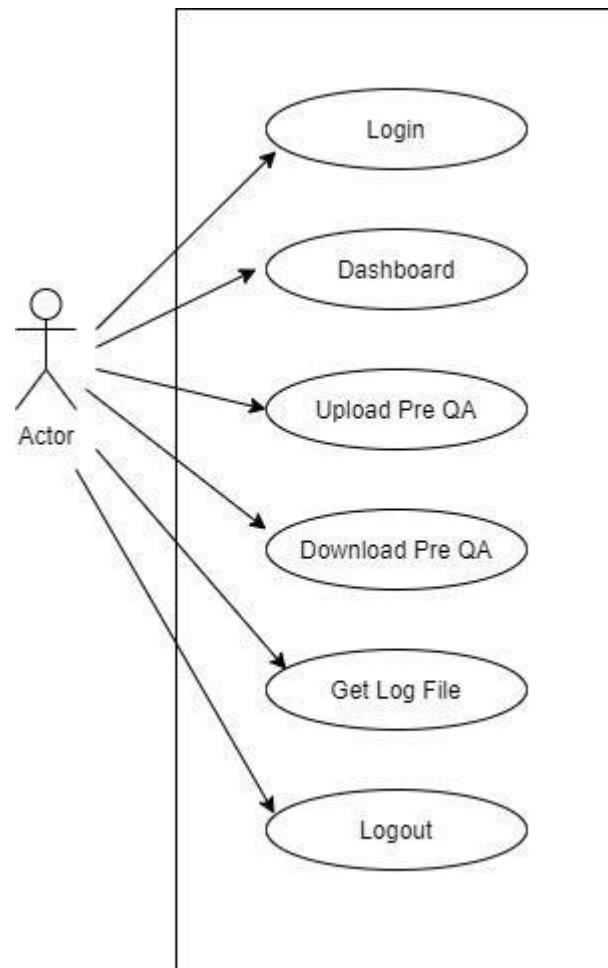 Login
Dashboard
Upload Pre QA
Actor
Download Pre QA
Get Log File
Logout